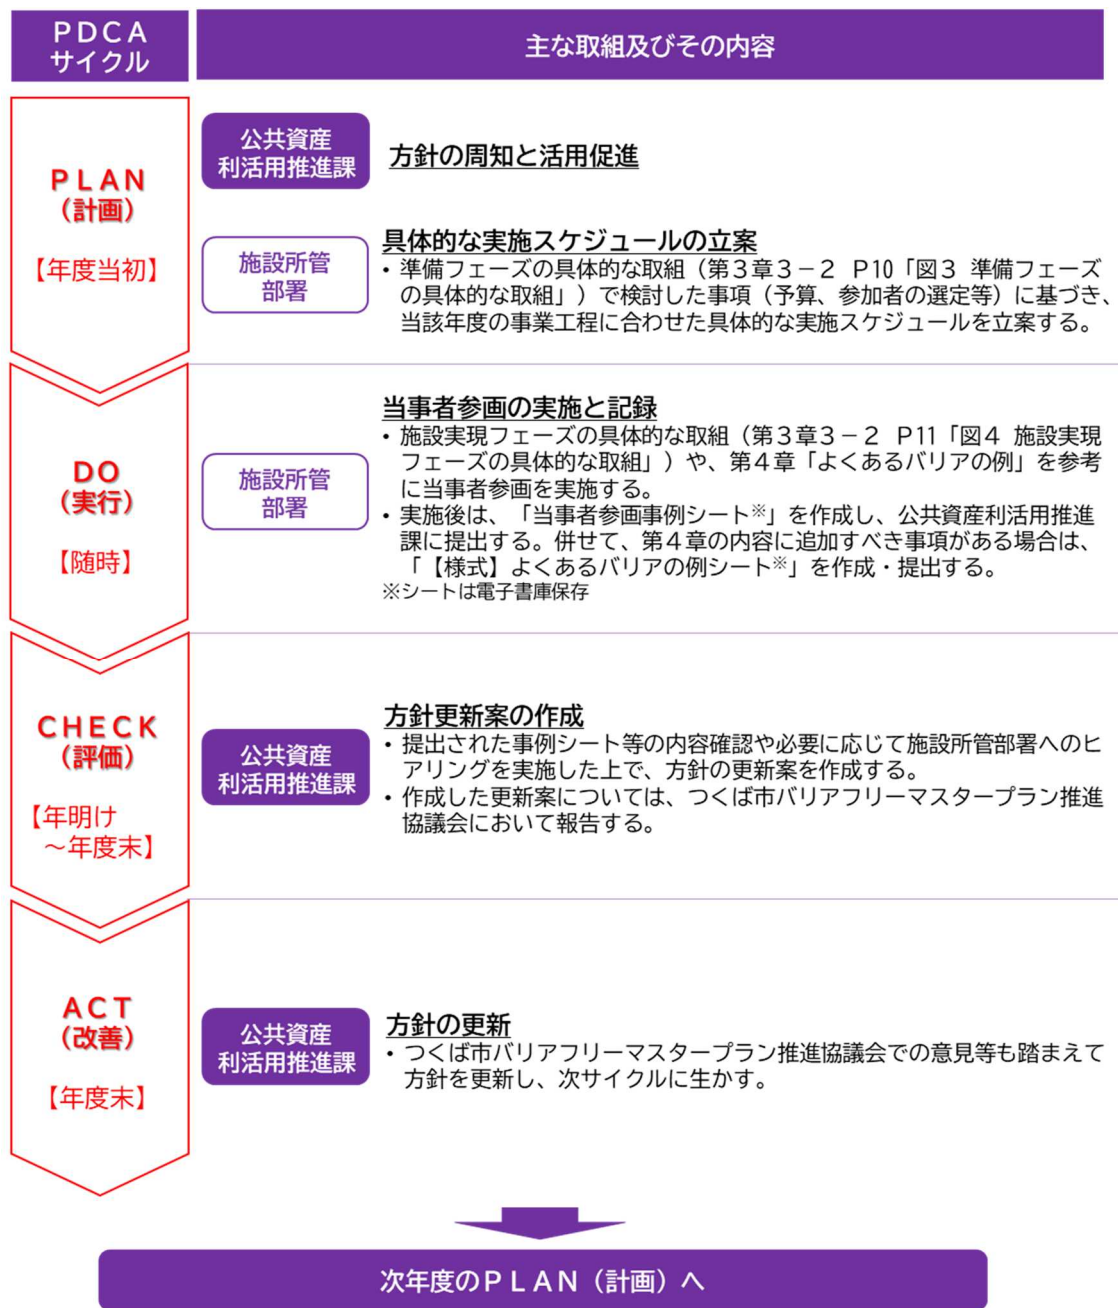 PDCA
サイクル
主な取組及びその内容
PLAN
(計画)
【年度当初】
公共資産
利活用推進課
方針の周知と活用促進
施設所管
部署
具体的な実施スケジュールの立案
・準備フェーズの具体的な取組（第３章３－２ P10「図３ 準備フェーズ
の具体的な取組」）で検討した事項（予算、参加者の選定等）に基づき、
当該年度の事業工程に合わせた具体的な実施スケジュールを立案する。
DO
(実行)
【随時】
施設所管
部署
当事者参画の実施と記録
・施設実現フェーズの具体的な取組（第３章３－２ P11「図４ 施設実現
フェーズの具体的な取組」）や、第４章「よくあるバリアの例」を参考
に当事者参画を実施する。
・実施後は、「当事者参画事例シート※」を作成し、公共資産利活用推進
課に提出する。併せて、第４章の内容に追加すべき事項がある場合は、
「【様式】よくあるバリアの例シート※」を作成・提出する。
※シートは電子書庫保存
CHECK
(評価)
【年明け
～年度末】
公共資産
利活用推進課
方針更新案の作成
・提出された事例シート等の内容確認や必要に応じて施設所管部署へのヒ
アリングを実施した上で、方針の更新案を作成する。
・作成した更新案については、つくば市バリアフリーマスタープラン推進
協議会において報告する。
ACT
(改善)
【年度末】
公共資産
利活用推進課
方針の更新
・つくば市バリアフリーマスタープラン推進協議会での意見等も踏まえて
方針を更新し、次サイクルに生かす。
次年度のPLAN（計画）へ